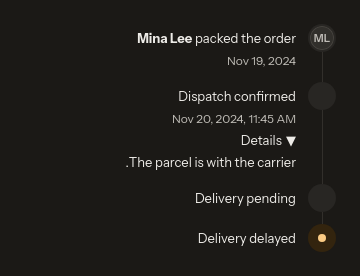 Mina Lee packed the order
ML
Nov 19, 2024
Dispatch confirmed
Nov 20, 2024, 11:45 AM
Details ▼
.The parcel is with the carrier
Delivery pending
Delivery delayed